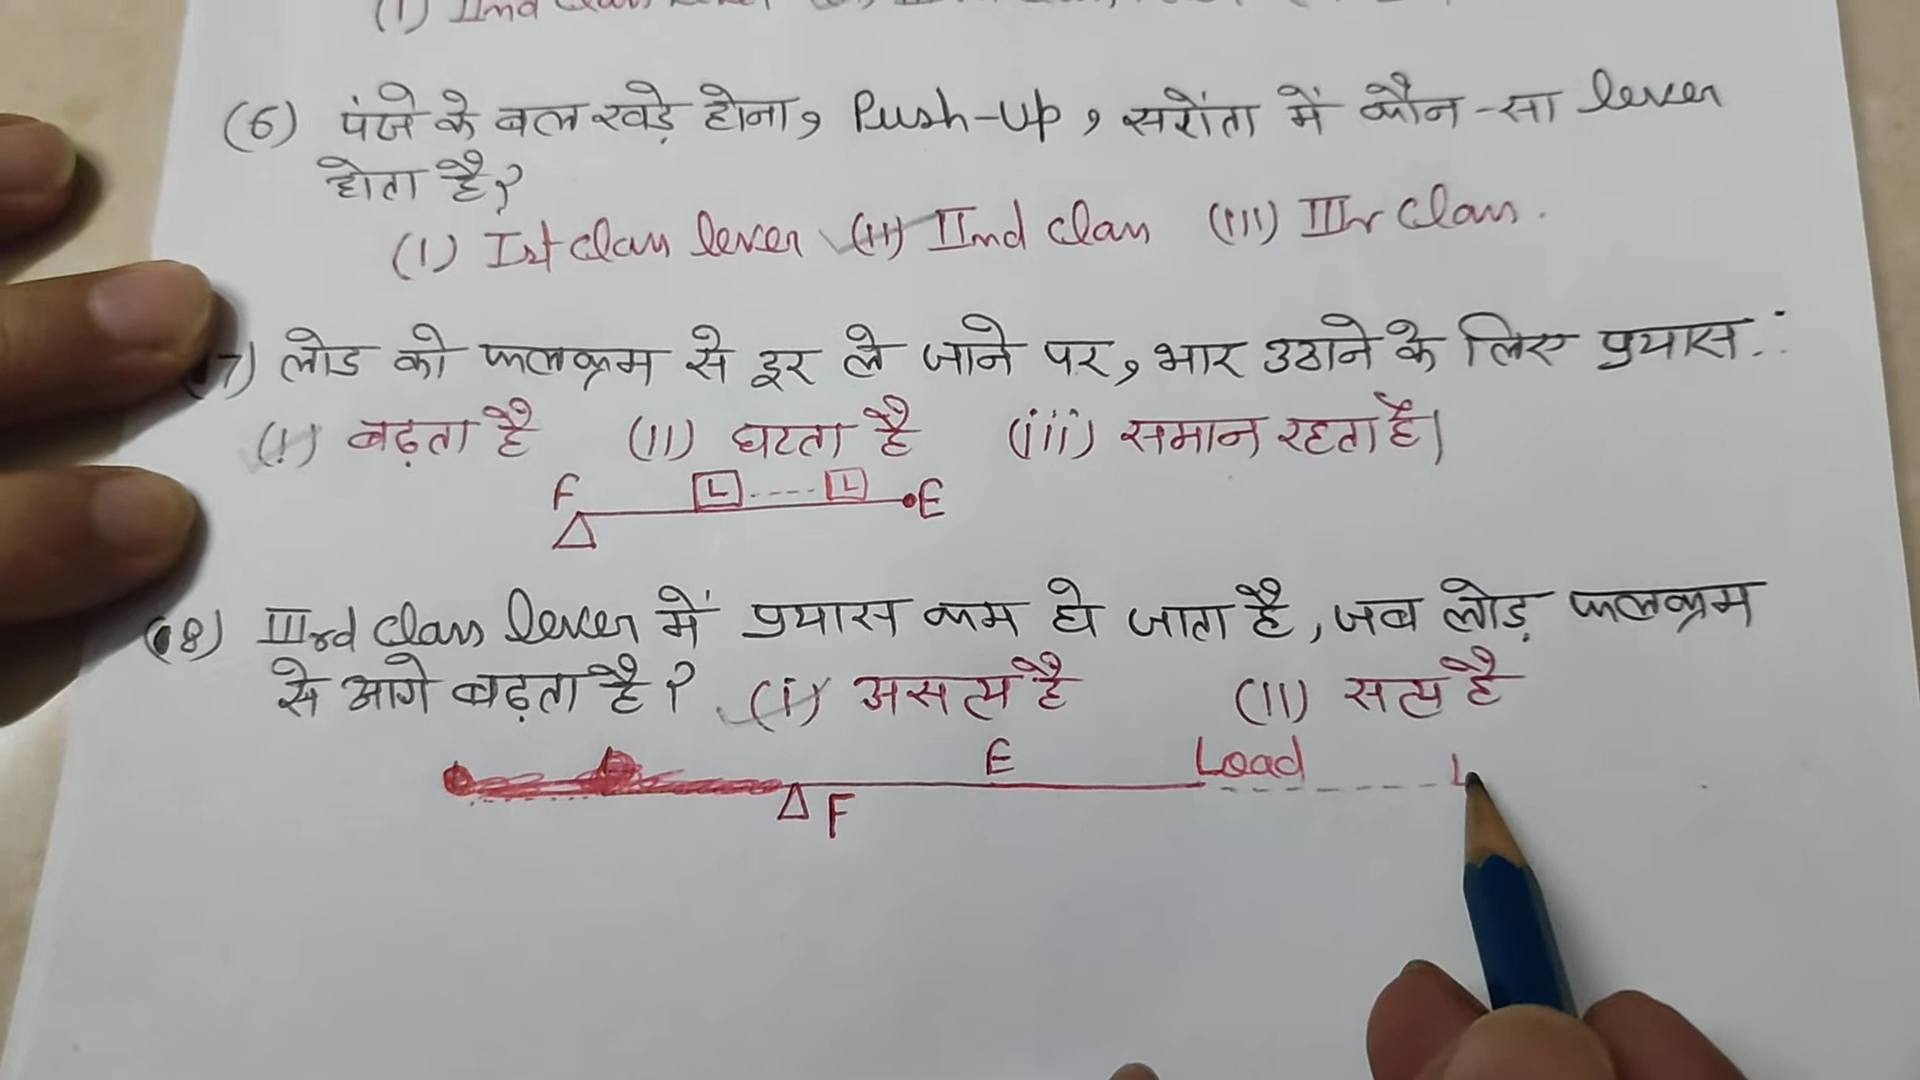 (6) पंजे के बल खड़े होना, Push-up, सरोंता में कौन-सा lever
होता है?
(i) Ist class lever (ii) IInd class (iii) IIIr class.
(7) लोड को फलक्रम से दूर ले जाने पर, भार उठाने के लिए प्रयास :
(i) बढ़ता है (ii) घटता है (iii) समान रहता है।
F L ---- L E
(8) IIIrd class lever में प्रयास कम हो जाता है, जब लोड़ फलक्रम
से आगे बढ़ता है? (i) असत्य है (ii) सत्य है
E Load L
F